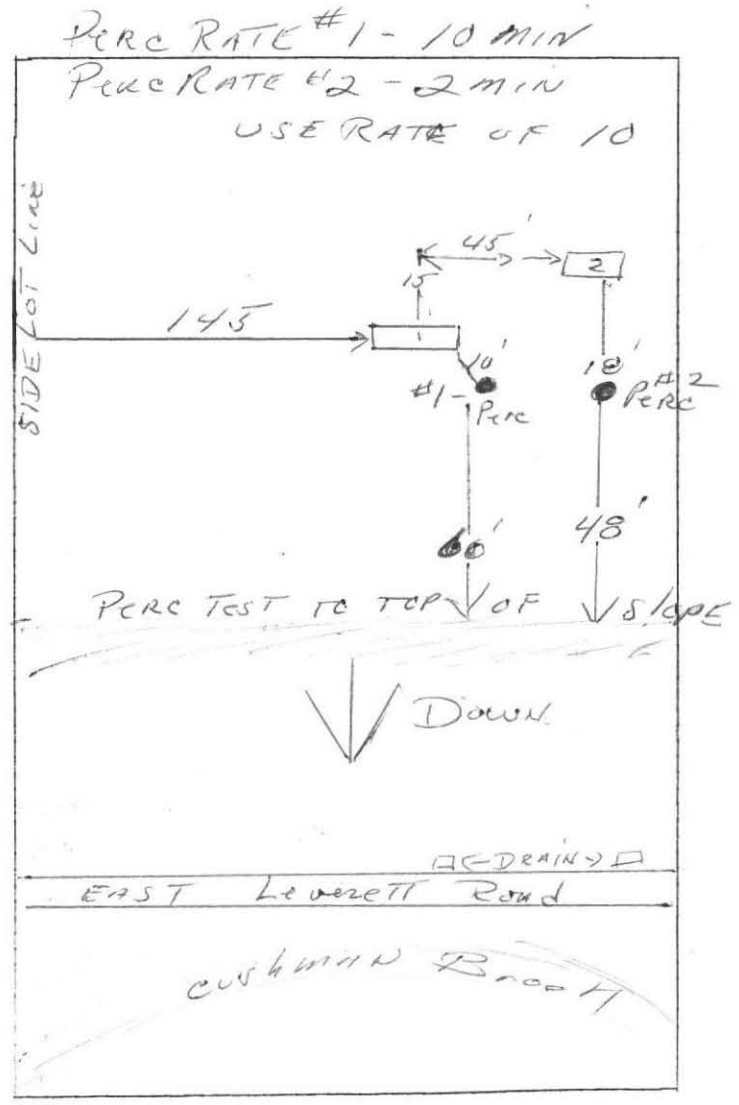 PERC RATE #1 - 10 MIN
PERC RATE #2 - 2 MIN
USE RATE OF 10
SIDE LOT LINE
45'
2
15'
145
1
10'
18'
#1 - Perc
#2 PERC
48'
60'
PERC TEST TO TOP OF SLOPE
DOWN.
<-DRAIN->
EAST Leverett Road
CUSHMAN Brook